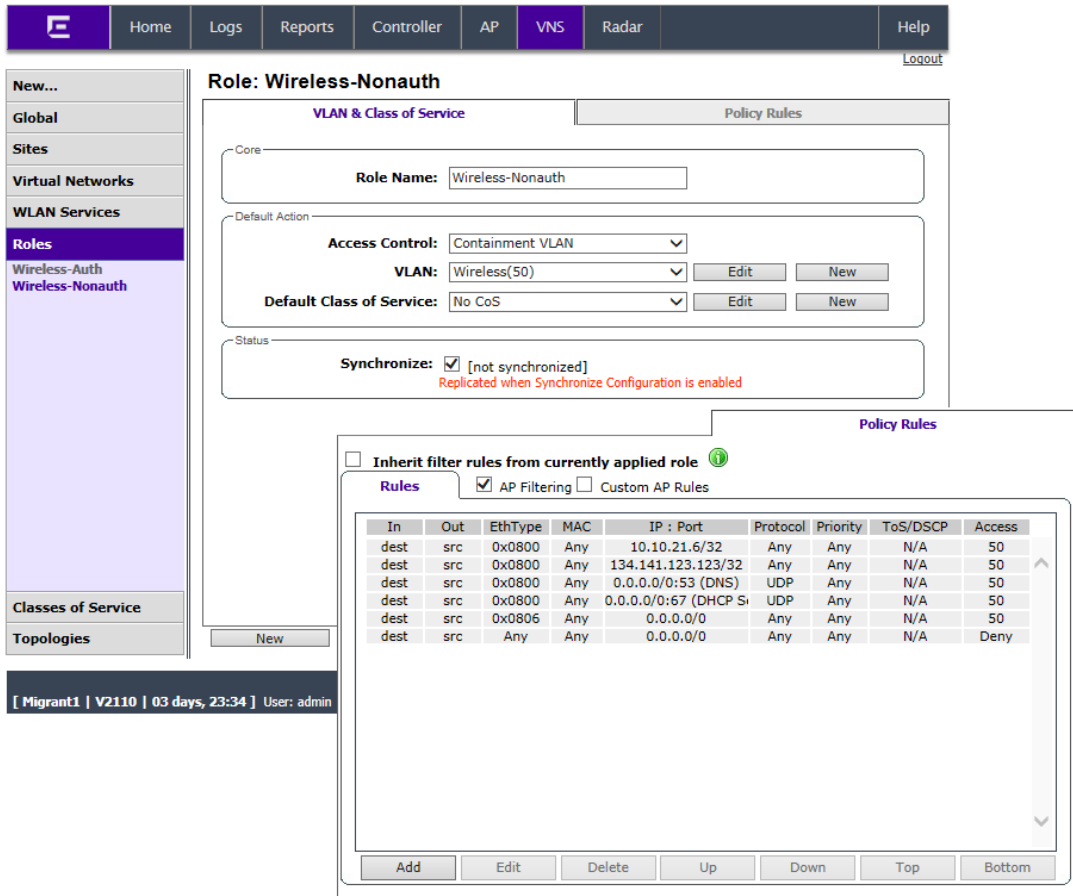 E Home Logs Reports Controller AP VNS Radar Help
Logout
New...
Global
Sites
Virtual Networks
WLAN Services
Roles
Wireless-Auth
Wireless-Nonauth
Classes of Service
Topologies
Role: Wireless-Nonauth
VLAN & Class of Service Policy Rules
Core
Role Name: Wireless-Nonauth
Default Action
Access Control: Containment VLAN
VLAN: Wireless(50) Edit New
Default Class of Service: No CoS Edit New
Status
Synchronize: [not synchronized]
Replicated when Synchronize Configuration is enabled
New
[ Migrant1 | V2110 | 03 days, 23:34 ] User: admin
Policy Rules
Inherit filter rules from currently applied role
Rules AP Filtering Custom AP Rules
In Out EthType MAC IP : Port Protocol Priority ToS/DSCP Access
dest src 0x0800 Any 10.10.21.6/32 Any Any N/A 50
dest src 0x0800 Any 134.141.123.123/32 Any Any N/A 50
dest src 0x0800 Any 0.0.0.0/0:53 (DNS) UDP Any N/A 50
dest src 0x0800 Any 0.0.0.0/0:67 (DHCP Se UDP Any N/A 50
dest src 0x0806 Any 0.0.0.0/0 Any Any N/A 50
dest src Any Any 0.0.0.0/0 Any Any N/A Deny
Add Edit Delete Up Down Top Bottom